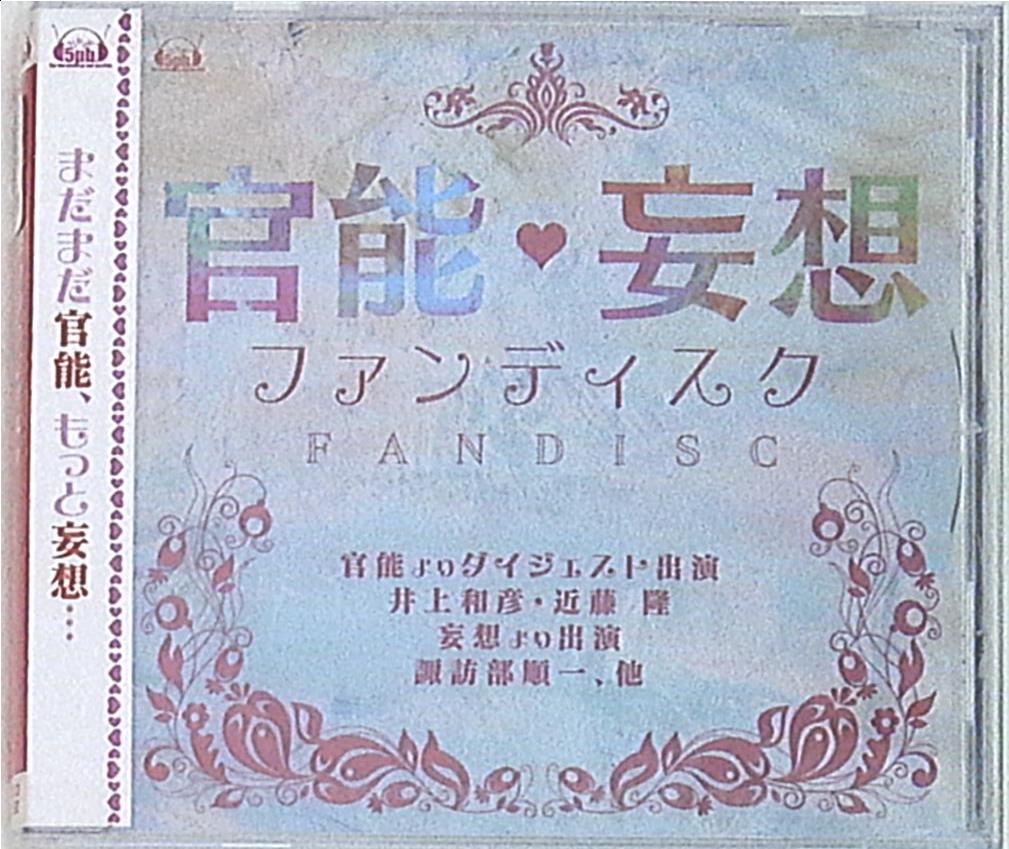 5pb.
まだまだ官能、もっと妄想…
5pb.
官能♥妄想
ファンディスク
FANDISC
官能よりダイジェスト出演
井上和彦・近藤 隆
妄想より出演
諏訪部順一、他